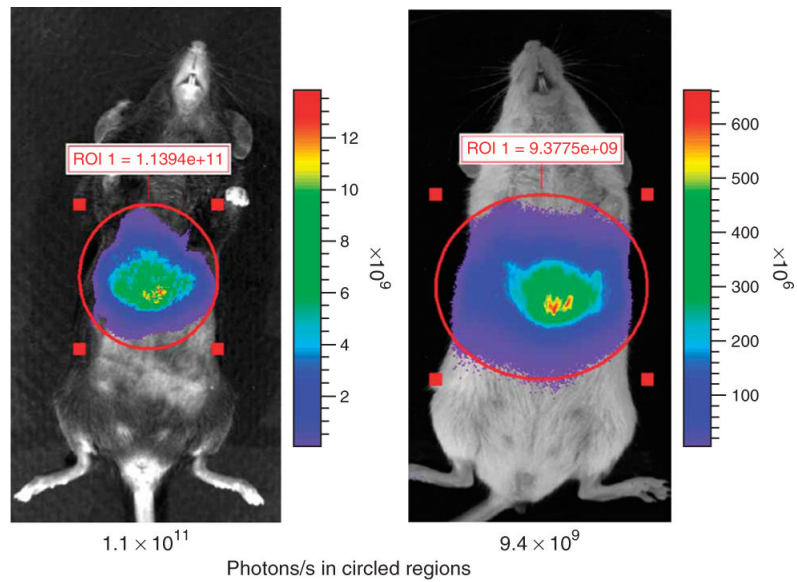 ROI 1 = 1.1394e+11
12
10
8
6
4
2
×10⁹
ROI 1 = 9.3775e+09
600
500
400
300
200
100
×10⁶
1.1 × 10¹¹
9.4 × 10⁹
Photons/s in circled regions